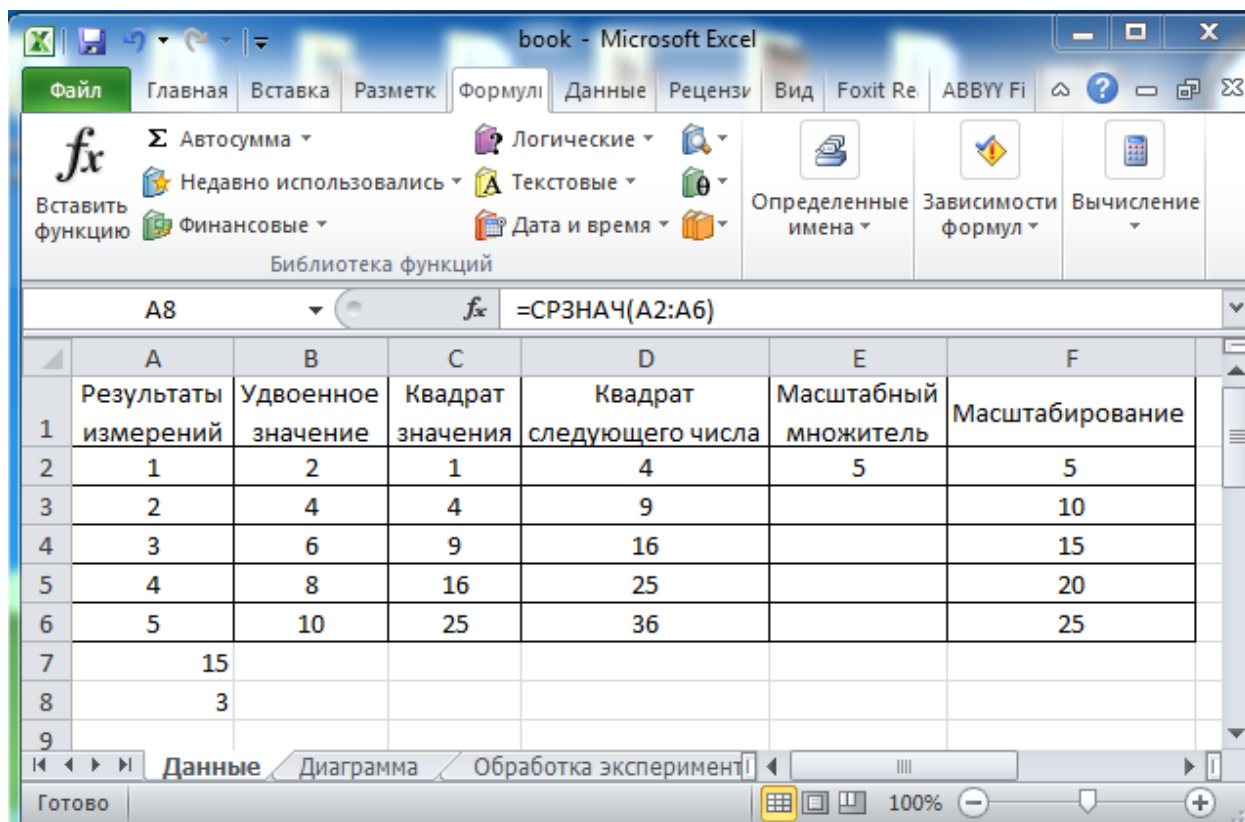 book - Microsoft Excel
Файл Главная Вставка Разметк Формулı Данные Рецензи Вид Foxit Re ABBYY Fi
fx Вставить функцию
Σ Автосумма
Недавно использовались
Финансовые
Логические
Текстовые
Дата и время
Библиотека функций
Определенные имена
Зависимости формул
Вычисление
A8 fx =СРЗНАЧ(A2:A6)
A B C D E F
1 Результаты измерений Удвоенное значение Квадрат значения Квадрат следующего числа Масштабный множитель Масштабирование
2 1 2 1 4 5 5
3 2 4 4 9 10
4 3 6 9 16 15
5 4 8 16 25 20
6 5 10 25 36 25
7 15
8 3
9
Данные Диаграмма Обработка эксперимент
Готово 100%